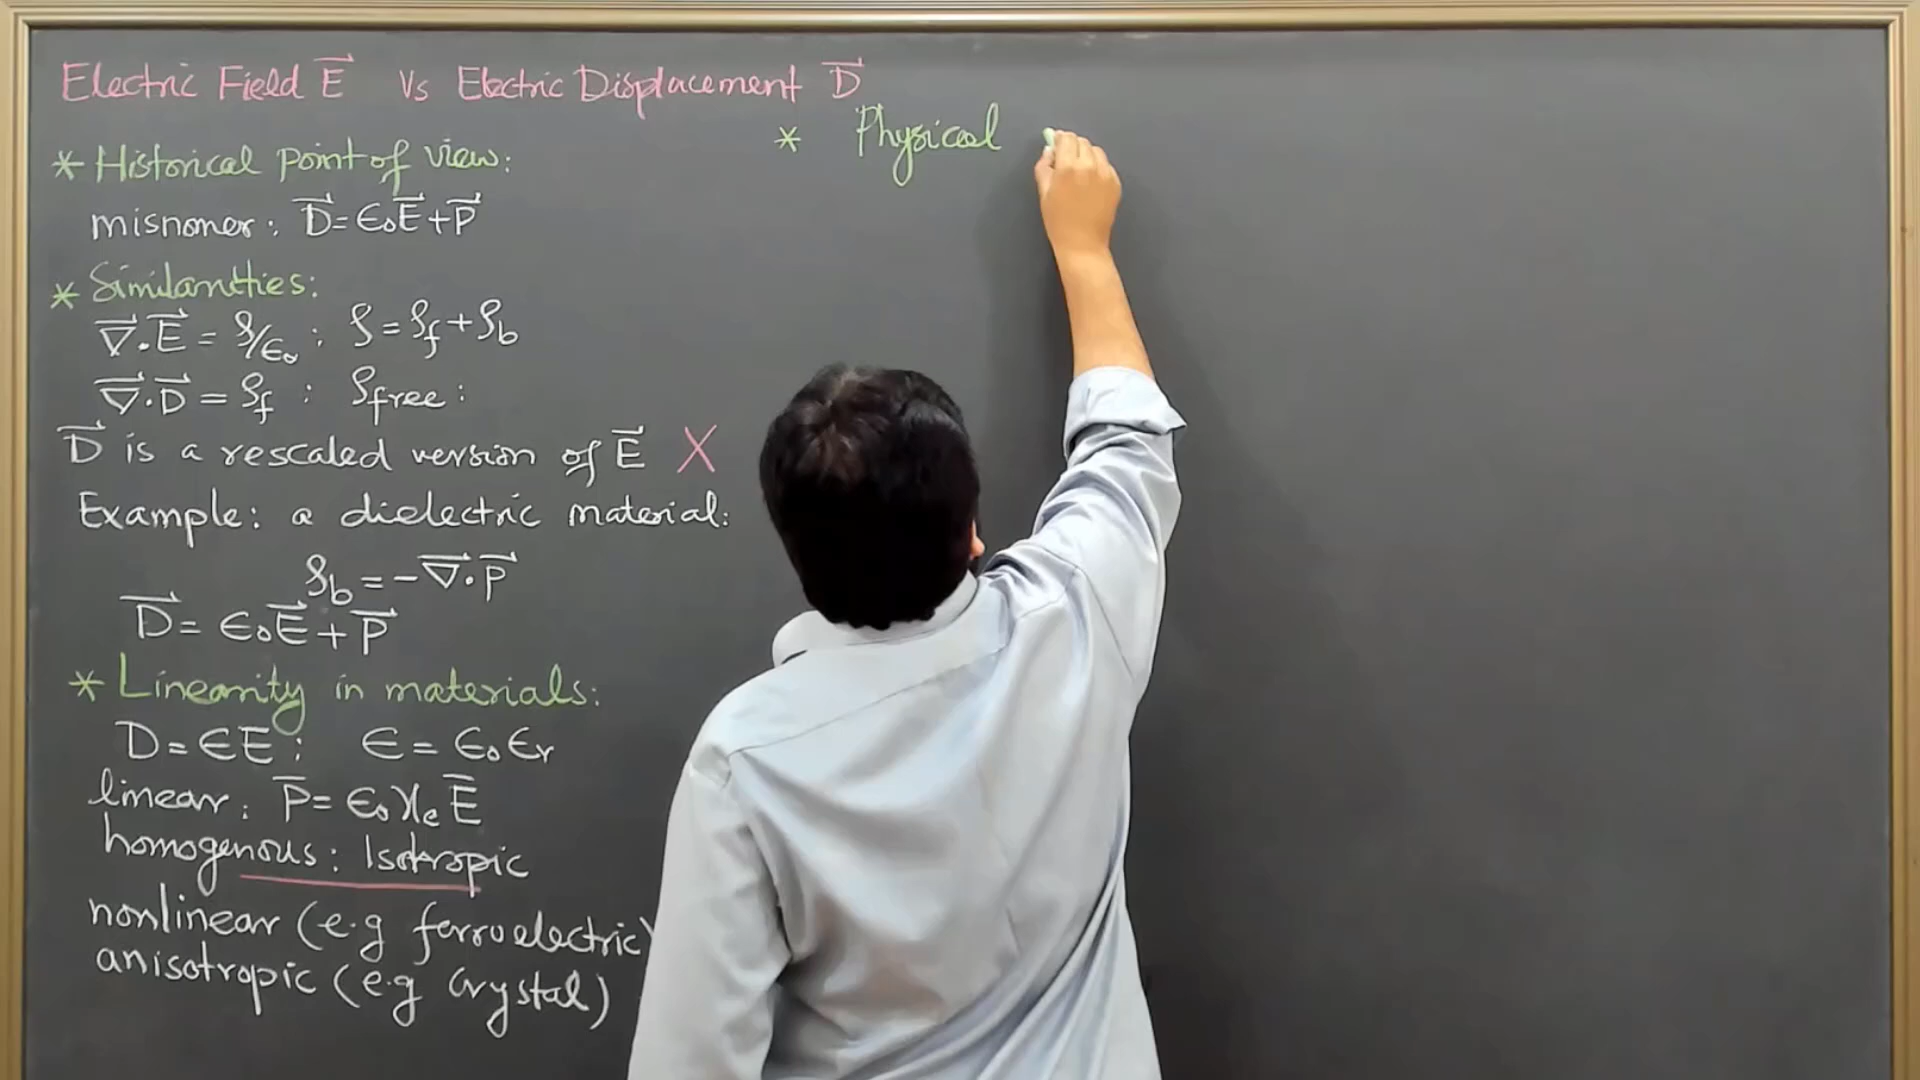 Electric Field E⃗ Vs Electric Displacement D⃗
* Historical point of view:
misnomer: D⃗ = ϵ₀E⃗ + P⃗
* Similarities:
∇⃗·E⃗ = ρ/ϵ₀ : ρ = ρf + ρb
∇⃗·D⃗ = ρf : ρfree :
D⃗ is a rescaled version of E⃗ X
Example: a dielectric material:
ρb = -∇⃗·P⃗
D⃗ = ϵ₀E⃗ + P⃗
* Linearity in materials:
D = ϵE : ϵ = ϵ₀ϵr
linear: P̄ = ϵ₀χeĒ
homogenous: Isotropic
nonlinear (e.g ferroelectric)
anisotropic (e.g crystal)
* Physical